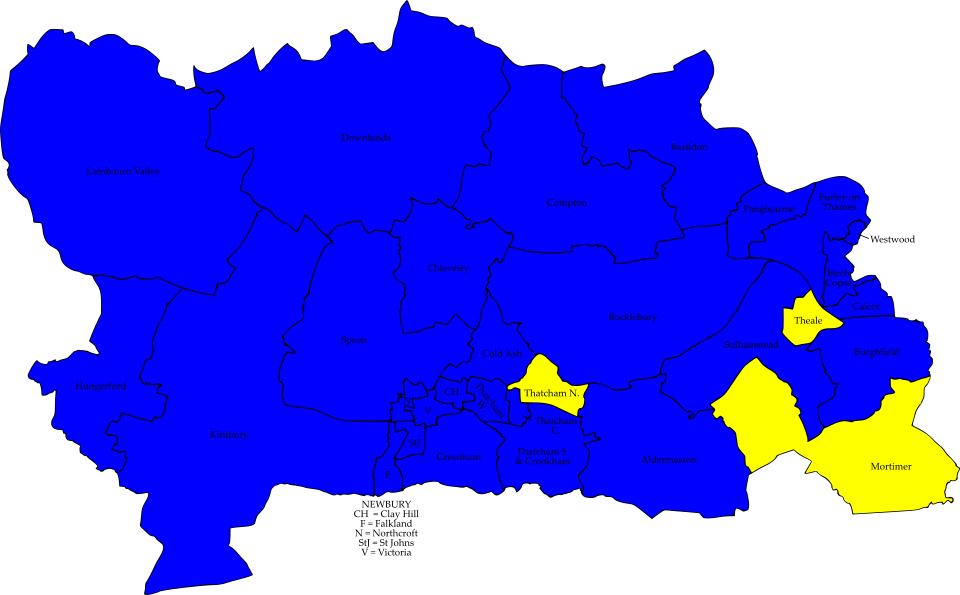 Downlands
Basildon
Lambourn Valley
Purley on
Thames
Compton
Pangbourne
Westwood
Chieveley
Birch
Copse
Calcot
Bucklebury
Theale
Speen
Sulhamstead
Cold Ash
Burghfield
Hungerford
CH
Thatcham
W.
Thatcham N.
N
V
Thatcham
C.
Kintbury
StJ
Greenham
Thatcham S.
& Crookham
Aldermaston
Mortimer
F
NEWBURY
CH = Clay Hill
F = Falkland
N = Northcroft
StJ = St Johns
V = Victoria